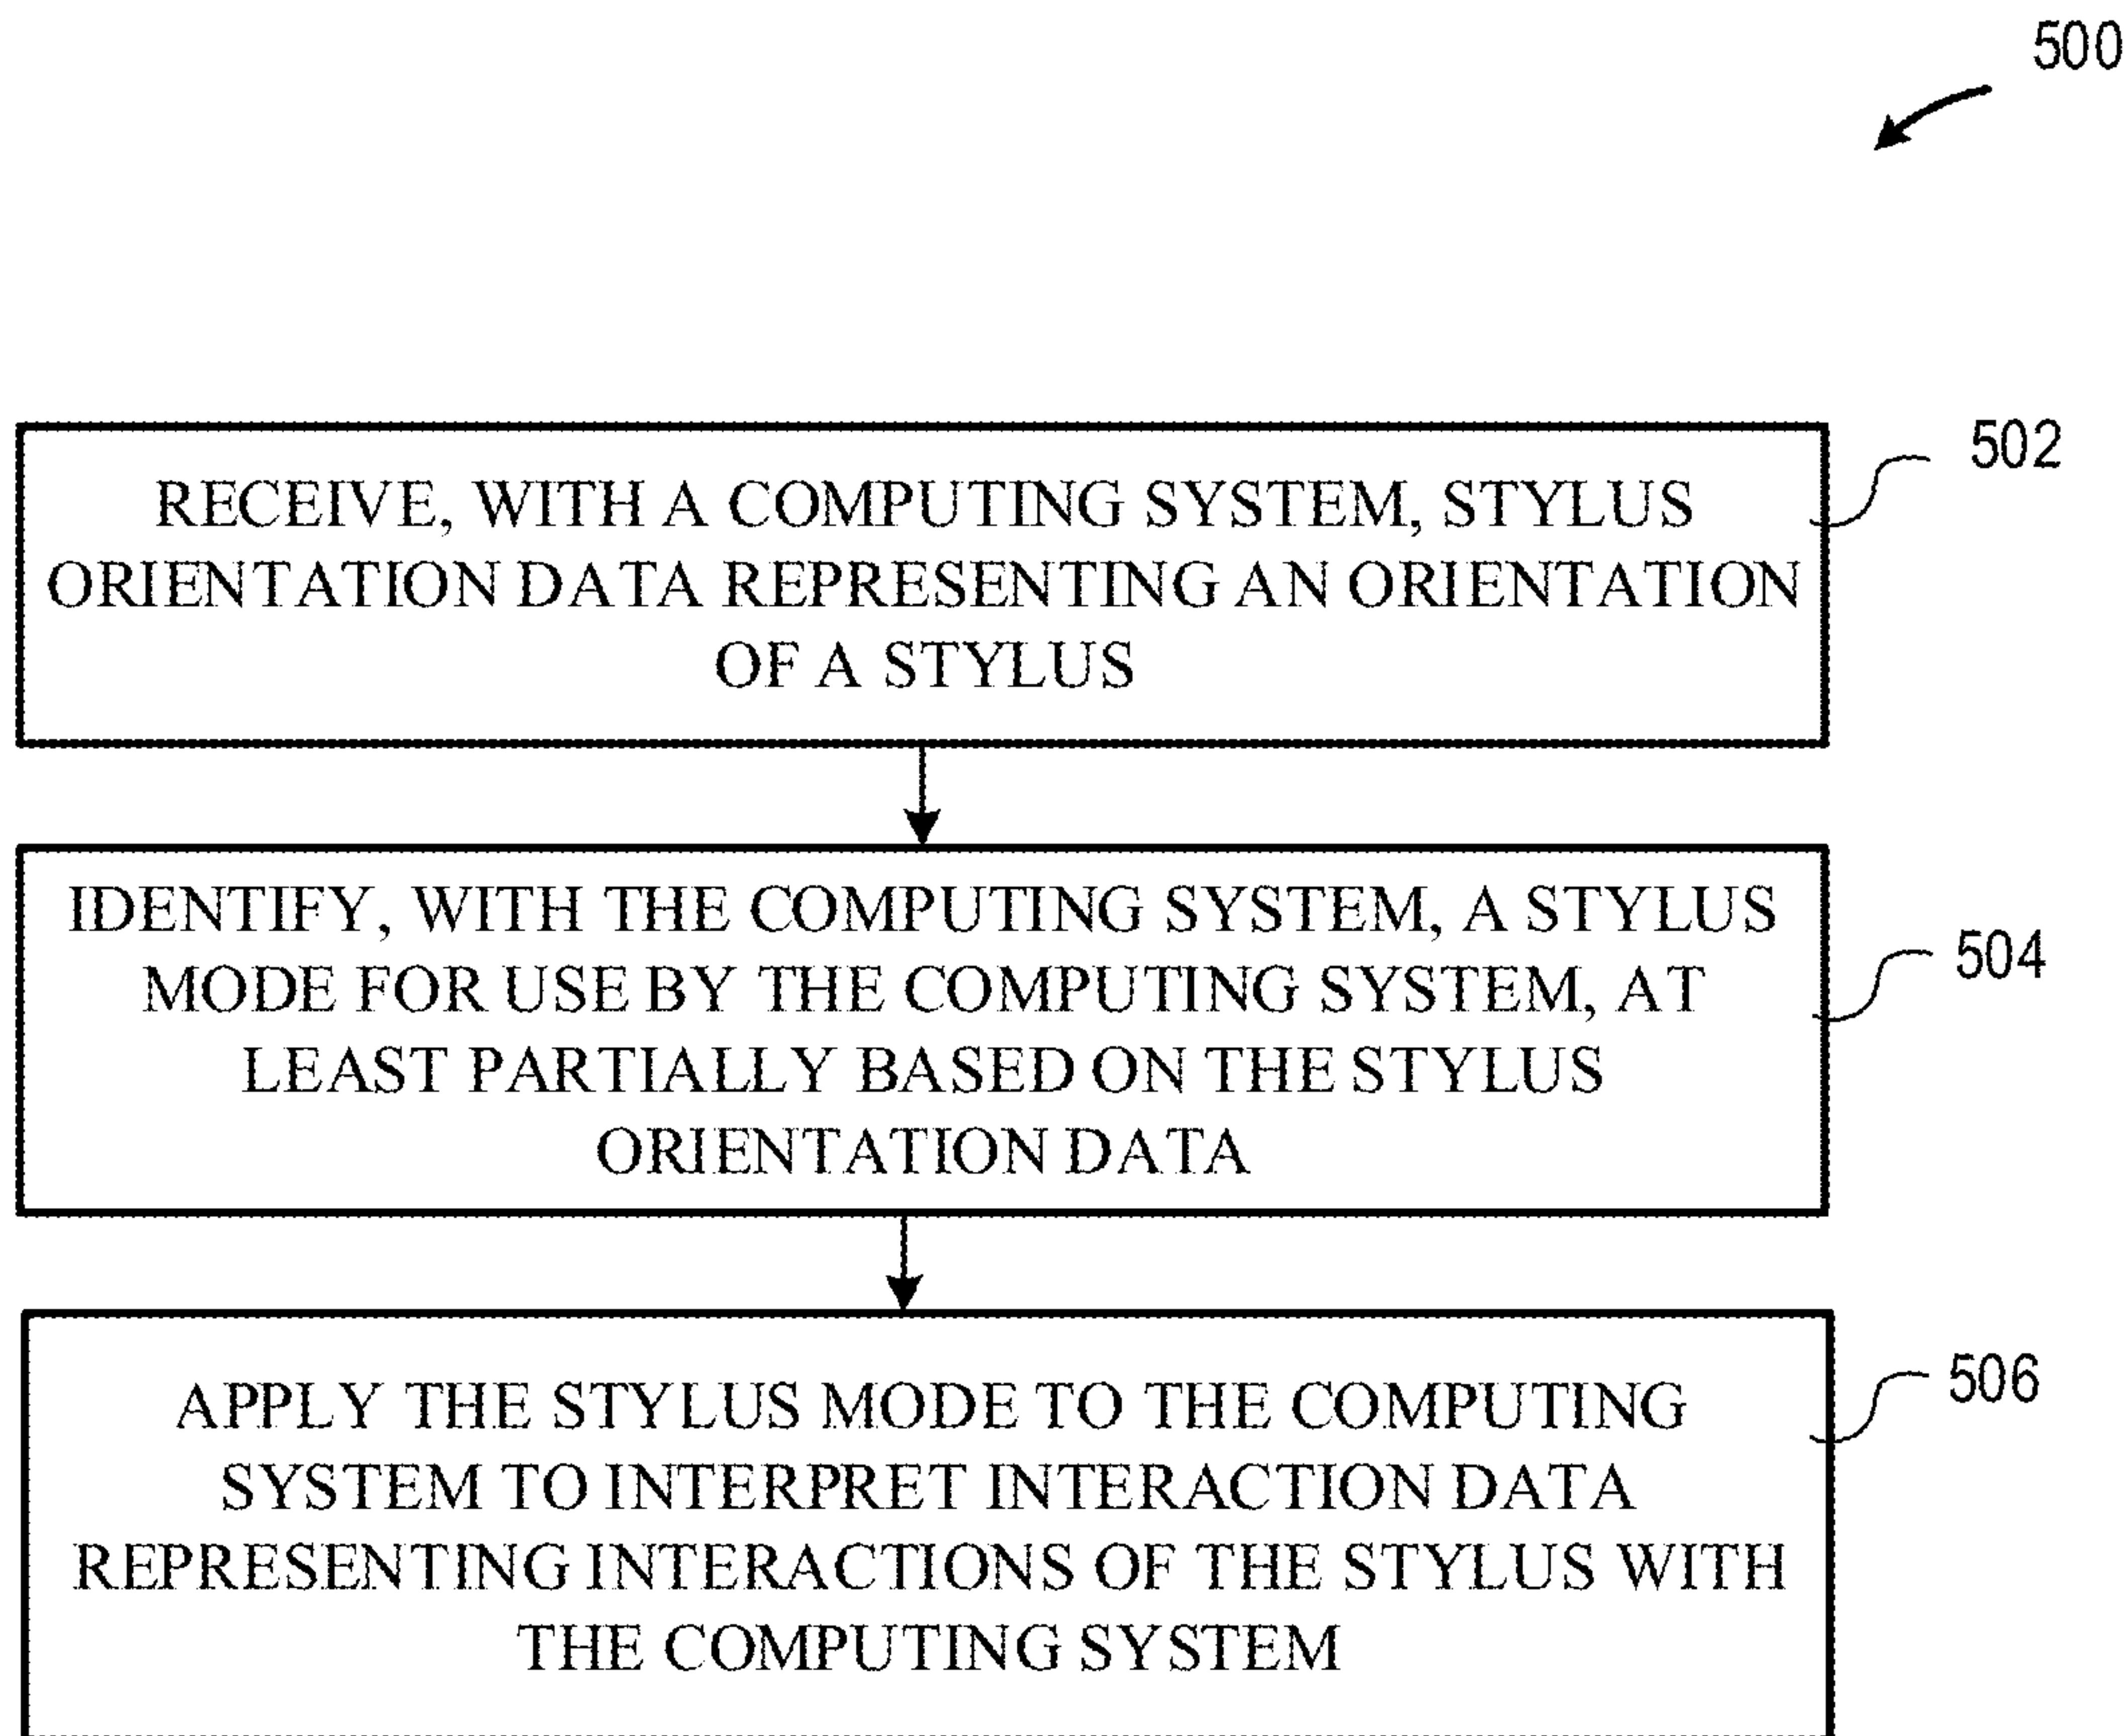 500
RECEIVE, WITH A COMPUTING SYSTEM, STYLUS
ORIENTATION DATA REPRESENTING AN ORIENTATION
OF A STYLUS
502
IDENTIFY, WITH THE COMPUTING SYSTEM, A STYLUS
MODE FOR USE BY THE COMPUTING SYSTEM, AT
LEAST PARTIALLY BASED ON THE STYLUS
ORIENTATION DATA
504
APPLY THE STYLUS MODE TO THE COMPUTING
SYSTEM TO INTERPRET INTERACTION DATA
REPRESENTING INTERACTIONS OF THE STYLUS WITH
THE COMPUTING SYSTEM
506